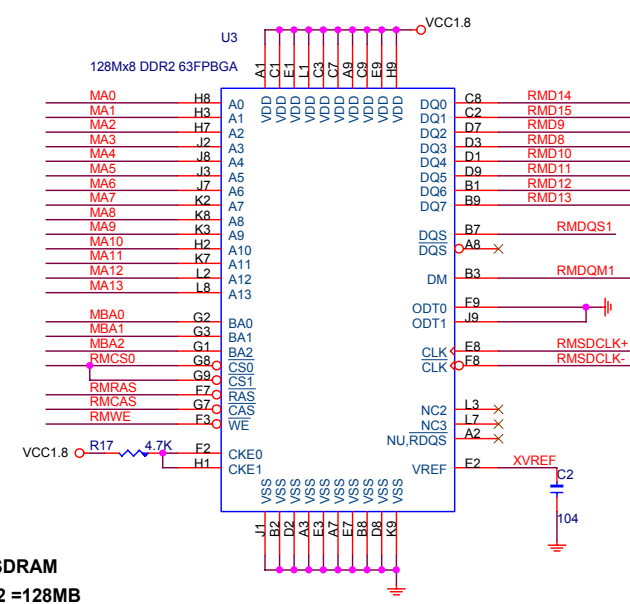 U3
VCC1.8
128Mx8 DDR2 63FPBGA
A1 C1 E1 L1 C3 C7 A9 C9 E9 H9
VDD VDD VDD VDD VDD VDD VDD VDD VDD VDD
MA0 H8 A0 DQ0 C8 RMD14
MA1 H3 A1 DQ1 C2 RMD15
MA2 H7 A2 DQ2 D7 RMD9
MA3 J2 A3 DQ3 D3 RMD8
MA4 J8 A4 DQ4 D1 RMD10
MA5 J3 A5 DQ5 D9 RMD11
MA6 J7 A6 DQ6 B1 RMD12
MA7 K2 A7 DQ7 B9 RMD13
MA8 K8 A8
MA9 K3 A9 DQS B7 RMDQS1
MA10 H2 A10 DQS A8
MA11 K7 A11
MA12 L2 A12 DM B3 RMDQM1
MA13 L8 A13
ODT0 F9
MBA0 G2 BA0 ODT1 J9
MBA1 G3 BA1
MBA2 G1 BA2 CLK E8 RMSDCLK+
RMCS0 G8 CS0 CLK F8 RMSDCLK-
G9 CS1
RMRAS F7 RAS
RMCAS G7 CAS NC2 L3
RMWE F3 WE NC3 L7
NU,RDQS A2
VCC1.8 R17 4.7K F2 CKE0
H1 CKE1 VREF E2 XVREF
C2
104
VSS VSS VSS VSS VSS VSS VSS VSS VSS VSS
J1 B2 D2 A3 E3 A7 E7 B8 D8 K9
SDRAM
2 =128MB